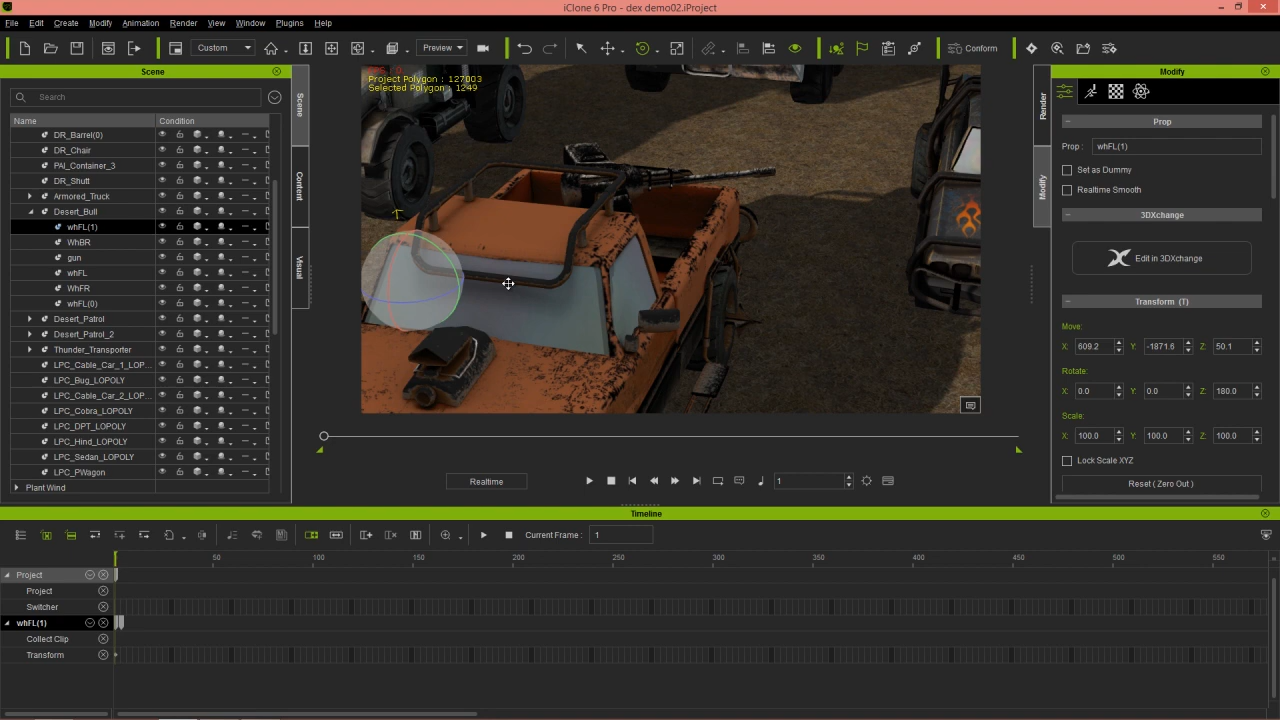 iClone 6 Pro - dex demo02.iProject
File Edit Create Modify Animation Render View Window Plugins Help
Custom Preview Conform
Scene
Search
Name Condition
DR_Barrel(0)
DR_Chair
PAI_Container_3
DR_Shutt
Armored_Truck
Desert_Bull
whFL(1)
WhBR
gun
whFL
WhFR
whFL(0)
Desert_Patrol
Desert_Patrol_2
Thunder_Transporter
LPC_Cable_Car_1_LOP...
LPC_Bug_LOPOLY
LPC_Cable_Car_2_LOP...
LPC_Cobra_LOPOLY
LPC_DPT_LOPOLY
LPC_Hind_LOPOLY
LPC_Sedan_LOPOLY
LPC_PWagon
Plant Wind
Scene
Content
Visual
Project Polygon : 127003
Selected Polygon : 1249
Realtime 1
Render
Modify
Modify
Prop
Prop : whFL(1)
Set as Dummy
Realtime Smooth
3DXchange
Edit in 3DXchange
Transform (T)
Move:
X: 609.2 Y: -1871.6 Z: 50.1
Rotate:
X: 0.0 Y: 0.0 Z: 180.0
Scale:
X: 100.0 Y: 100.0 Z: 100.0
Lock Scale XYZ
Reset ( Zero Out )
Timeline
Current Frame : 1
50 100 150 200 250 300 350 400 450 500 550
Project
Project
Switcher
whFL(1)
Collect Clip
Transform